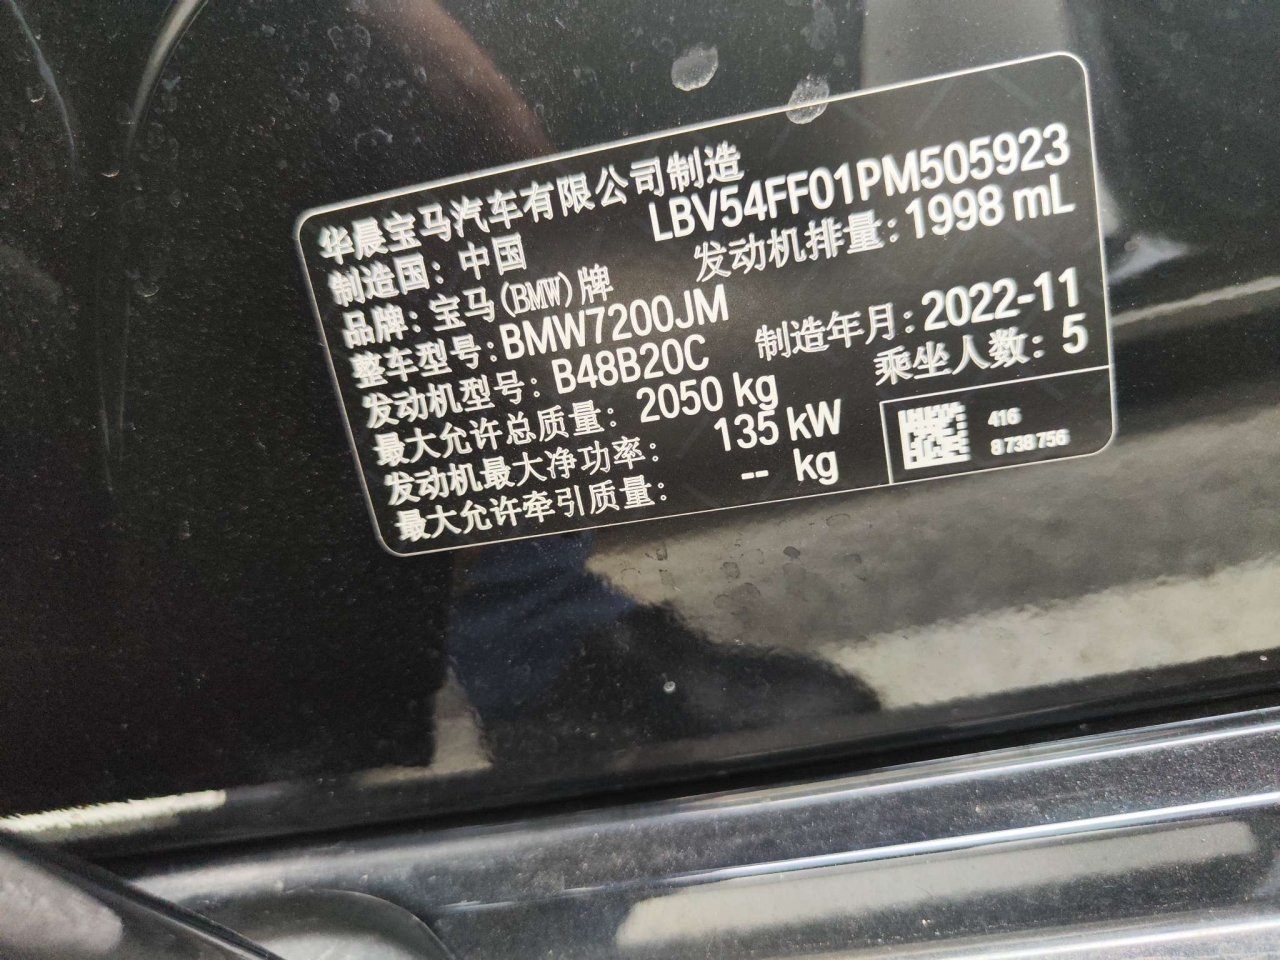 华晨宝马汽车有限公司制造
制造国：中国 LBV54FF01PM505923
品牌：宝马(BMW)牌 发动机排量：1998 mL
整车型号：BMW7200JM
发动机型号：B48B20C 制造年月：2022-11
最大允许总质量：2050 kg 乘坐人数：5
发动机最大净功率：135 kW
最大允许牵引质量：-- kg
416
8 738 756